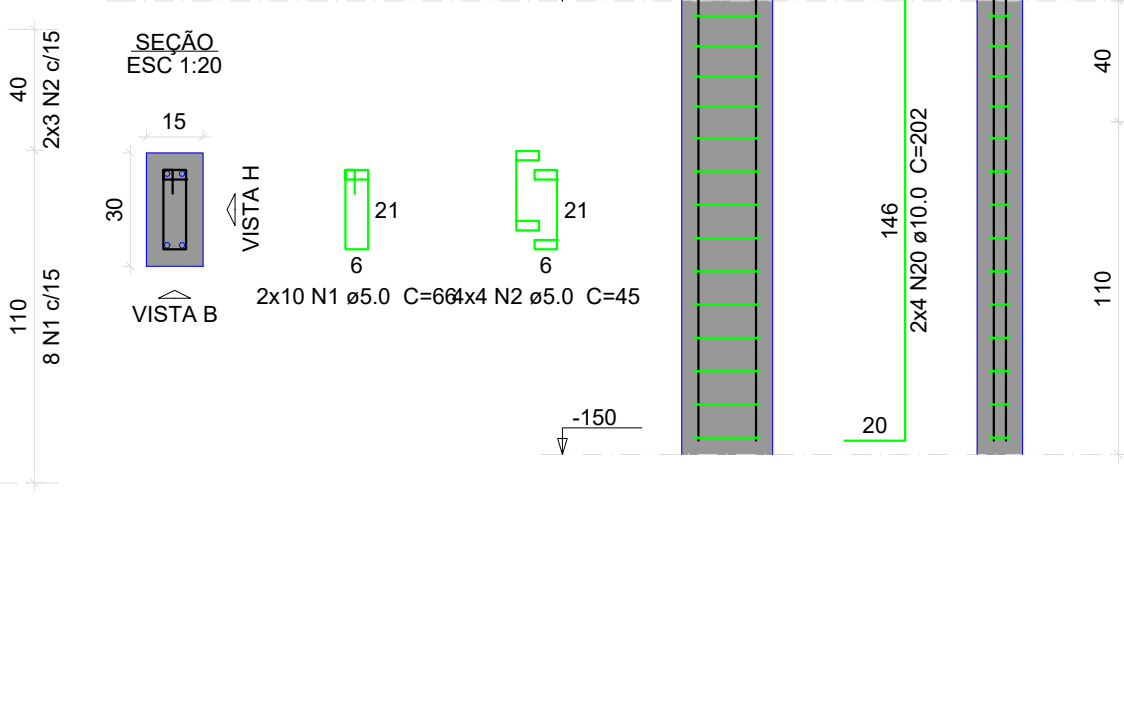 40
2x3 N2 c/15
110
8 N1 c/15
SEÇÃO
ESC 1:20
15
30
VISTA H
VISTA B
21
6
2x10 N1 ø5.0 C=66
21
6
4x4 N2 ø5.0 C=45
-150
146
2x4 N20 ø10.0 C=202
20
40
110